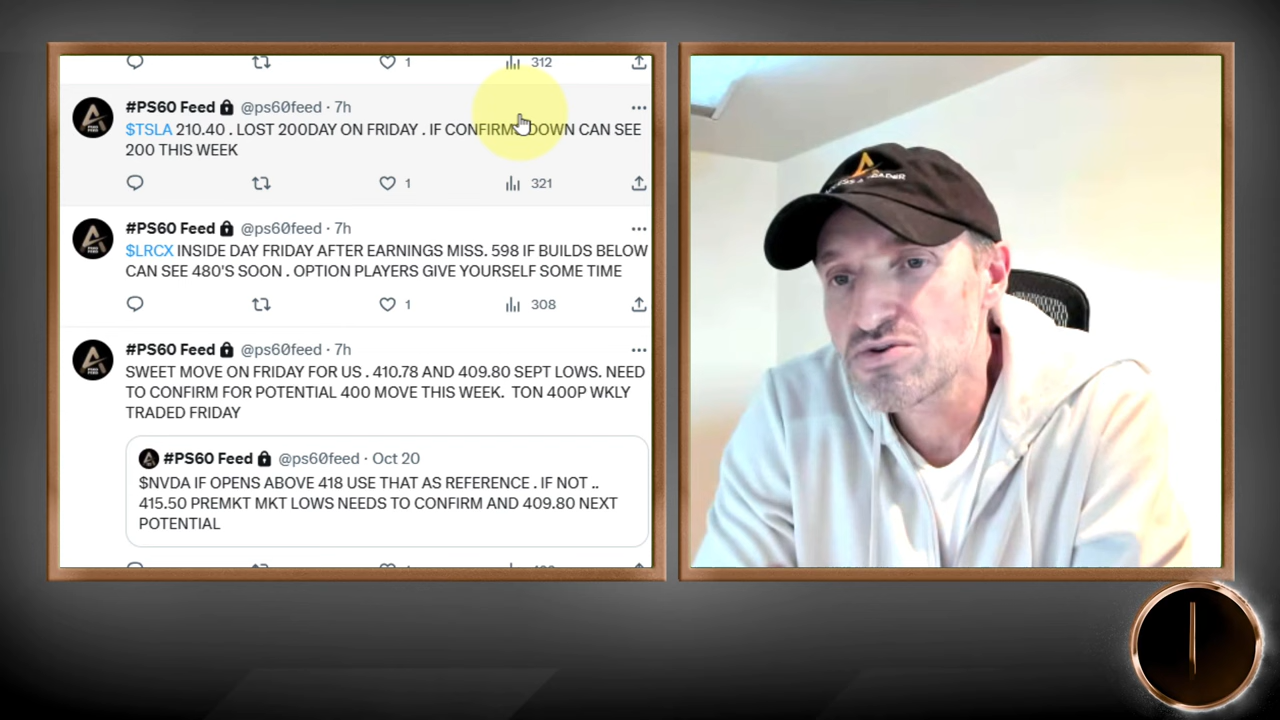 1 312
#PS60 Feed @ps60feed · 7h ...
$TSLA 210.40 . LOST 200DAY ON FRIDAY . IF CONFIRMS DOWN CAN SEE
200 THIS WEEK
1 321
#PS60 Feed @ps60feed · 7h ...
$LRCX INSIDE DAY FRIDAY AFTER EARNINGS MISS. 598 IF BUILDS BELOW
CAN SEE 480'S SOON . OPTION PLAYERS GIVE YOURSELF SOME TIME
1 308
#PS60 Feed @ps60feed · 7h ...
SWEET MOVE ON FRIDAY FOR US . 410.78 AND 409.80 SEPT LOWS. NEED
TO CONFIRM FOR POTENTIAL 400 MOVE THIS WEEK. TON 400P WKLY
TRADED FRIDAY
#PS60 Feed @ps60feed · Oct 20
$NVDA IF OPENS ABOVE 418 USE THAT AS REFERENCE . IF NOT ..
415.50 PREMKT MKT LOWS NEEDS TO CONFIRM AND 409.80 NEXT
POTENTIAL